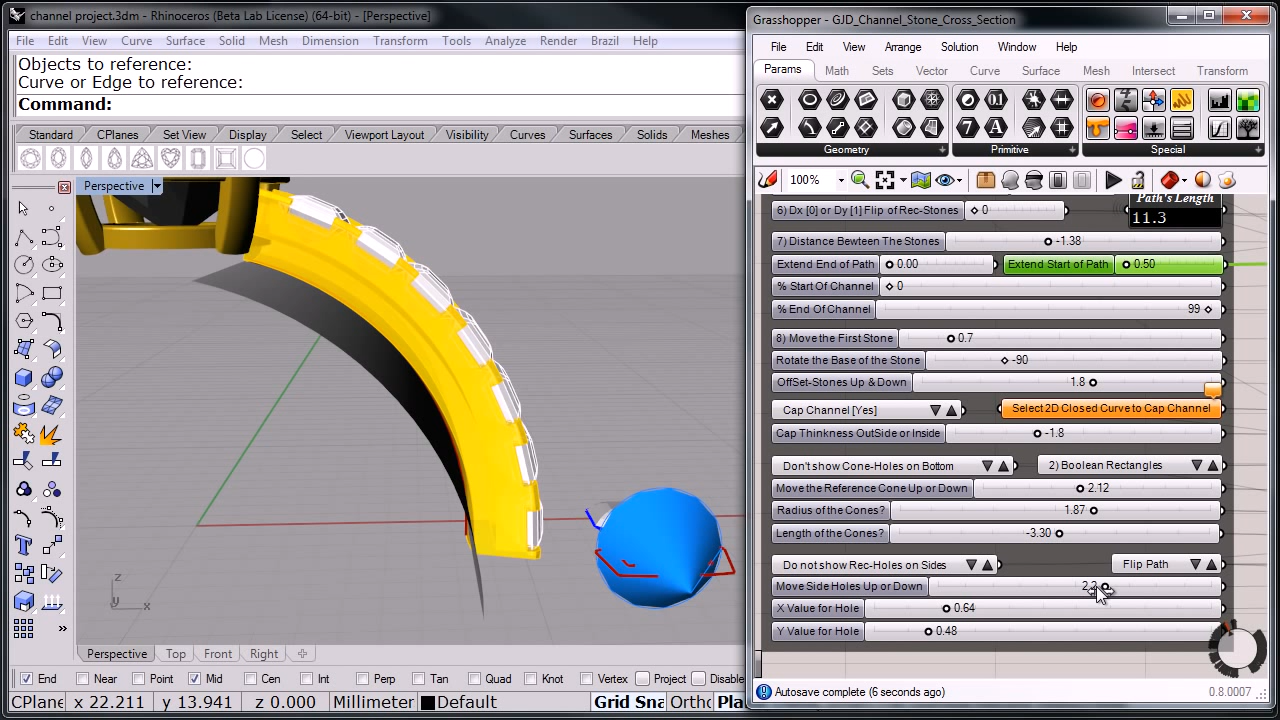 channel project.3dm - Rhinoceros (Beta Lab License) (64-bit) - [Perspective]
File Edit View Curve Surface Solid Mesh Dimension Transform Tools Analyze Render Brazil Help
Objects to reference:
Curve or Edge to reference:
Command:
Standard CPlanes Set View Display Select Viewport Layout Visibility Curves Surfaces Solids Meshes
Perspective
z
y
x
Perspective Top Front Right
End Near Point Mid Cen Int Perp Tan Quad Knot Vertex Project Disable
CPlane x 22.211 y 13.941 z 0.000 Millimeter Default Grid Sna Ortho Pla
Grasshopper - GJD_Channel_Stone_Cross_Section
File Edit View Arrange Solution Window Help
Params Math Sets Vector Curve Surface Mesh Intersect Transform
Geometry Primitive Special
100%
Path's Length
6) Dx [0] or Dy [1] Flip of Rec-Stones 0
11.3
7) Distance Bewteen The Stones -1.38
Extend End of Path 0.00 Extend Start of Path 0.50
% Start Of Channel 0
% End Of Channel 99
8) Move the First Stone 0.7
Rotate the Base of the Stone -90
OffSet-Stones Up & Down 1.8
Cap Channel [Yes] Select 2D Closed Curve to Cap Channel
Cap Thinkness OutSide or Inside -1.8
Don't show Cone-Holes on Bottom 2) Boolean Rectangles
Move the Reference Cone Up or Down 2.12
Radius of the Cones? 1.87
Length of the Cones? -3.30
Do not show Rec-Holes on Sides Flip Path
Move Side Holes Up or Down
X Value for Hole 0.64
Y Value for Hole 0.48
Autosave complete (6 seconds ago) 0.8.0007